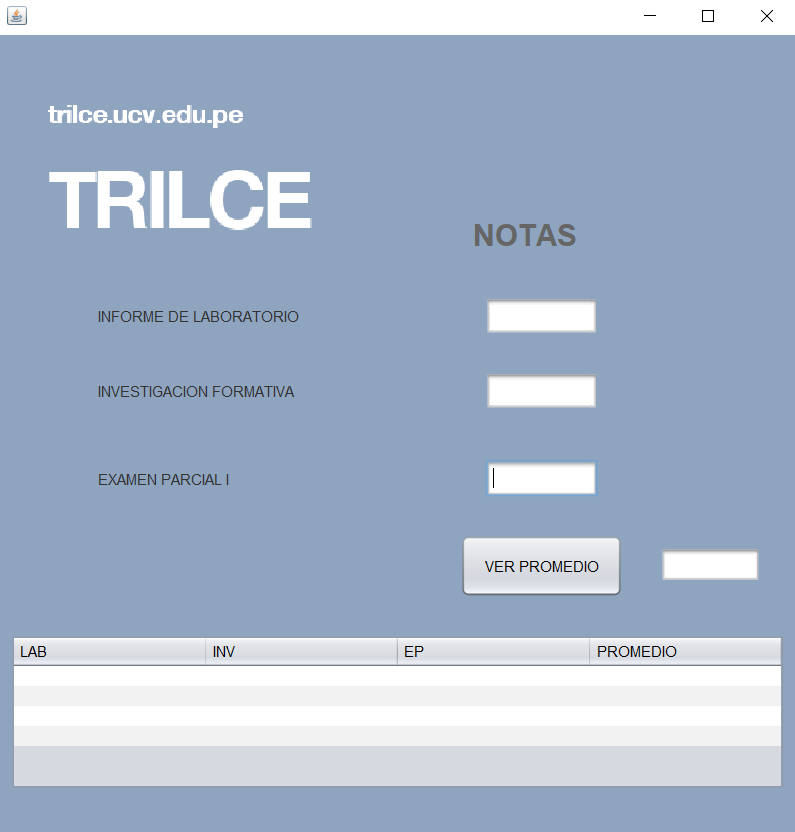 trilce.ucv.edu.pe
TRILCE
NOTAS
INFORME DE LABORATORIO
INVESTIGACION FORMATIVA
EXAMEN PARCIAL I
VER PROMEDIO
LAB INV EP PROMEDIO